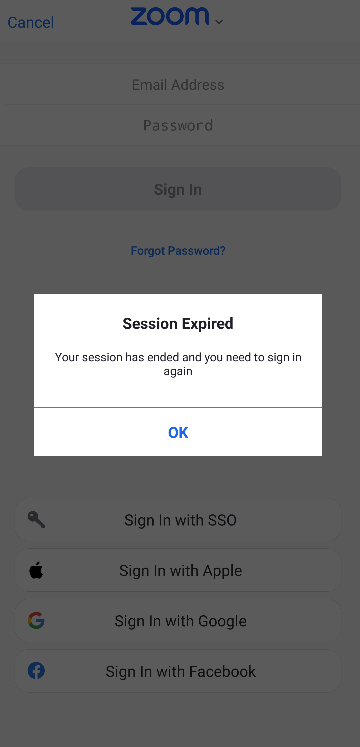 Cancel
zoom
Email Address
Password
Sign In
Forgot Password?
Session Expired
Your session has ended and you need to sign in
again
OK
Sign In with SSO
Sign In with Apple
Sign In with Google
Sign In with Facebook